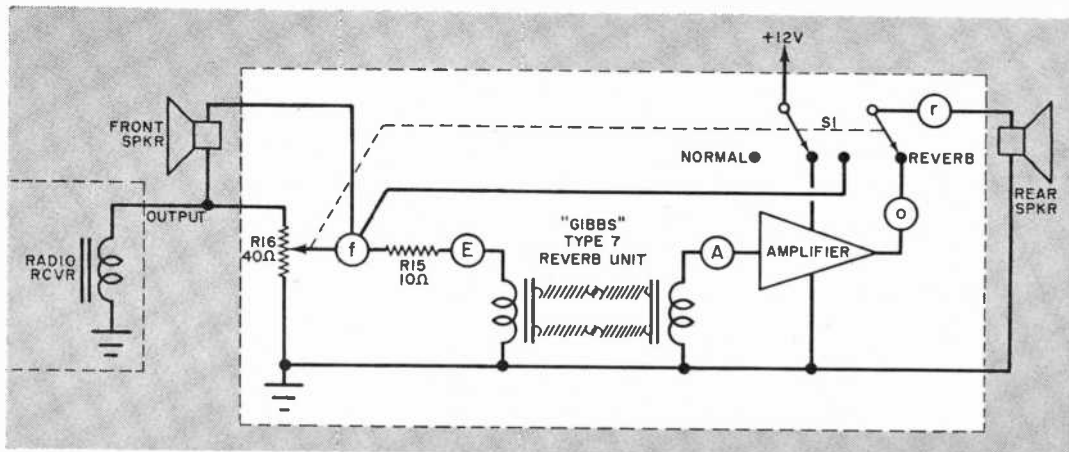 +12V
FRONT
SPKR
S1
r
NORMAL
REVERB
REAR
SPKR
OUTPUT
"GIBBS"
TYPE 7
REVERB UNIT
o
RADIO
RCVR
R16
40Ω
f
R15
10Ω
E
A
AMPLIFIER